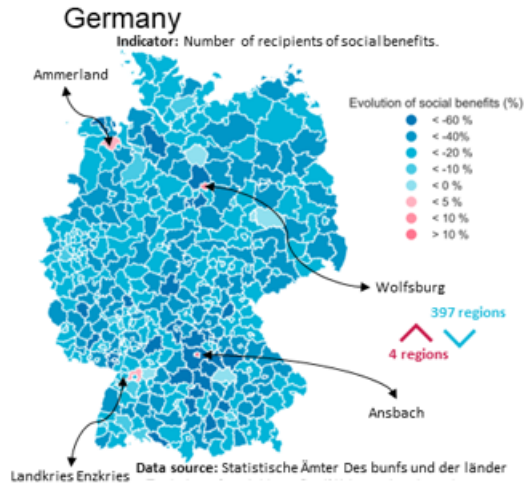 Germany
Indicator: Number of recipients of social benefits.
Ammerland
Evolution of social benefits (%)
< -60 %
< -40%
< -20 %
< -10 %
< 0 %
< 5 %
< 10 %
> 10 %
Wolfsburg
397 regions
4 regions
Ansbach
Landkries Enzkries
Data source: Statistische Ämter Des bunfs und der länder